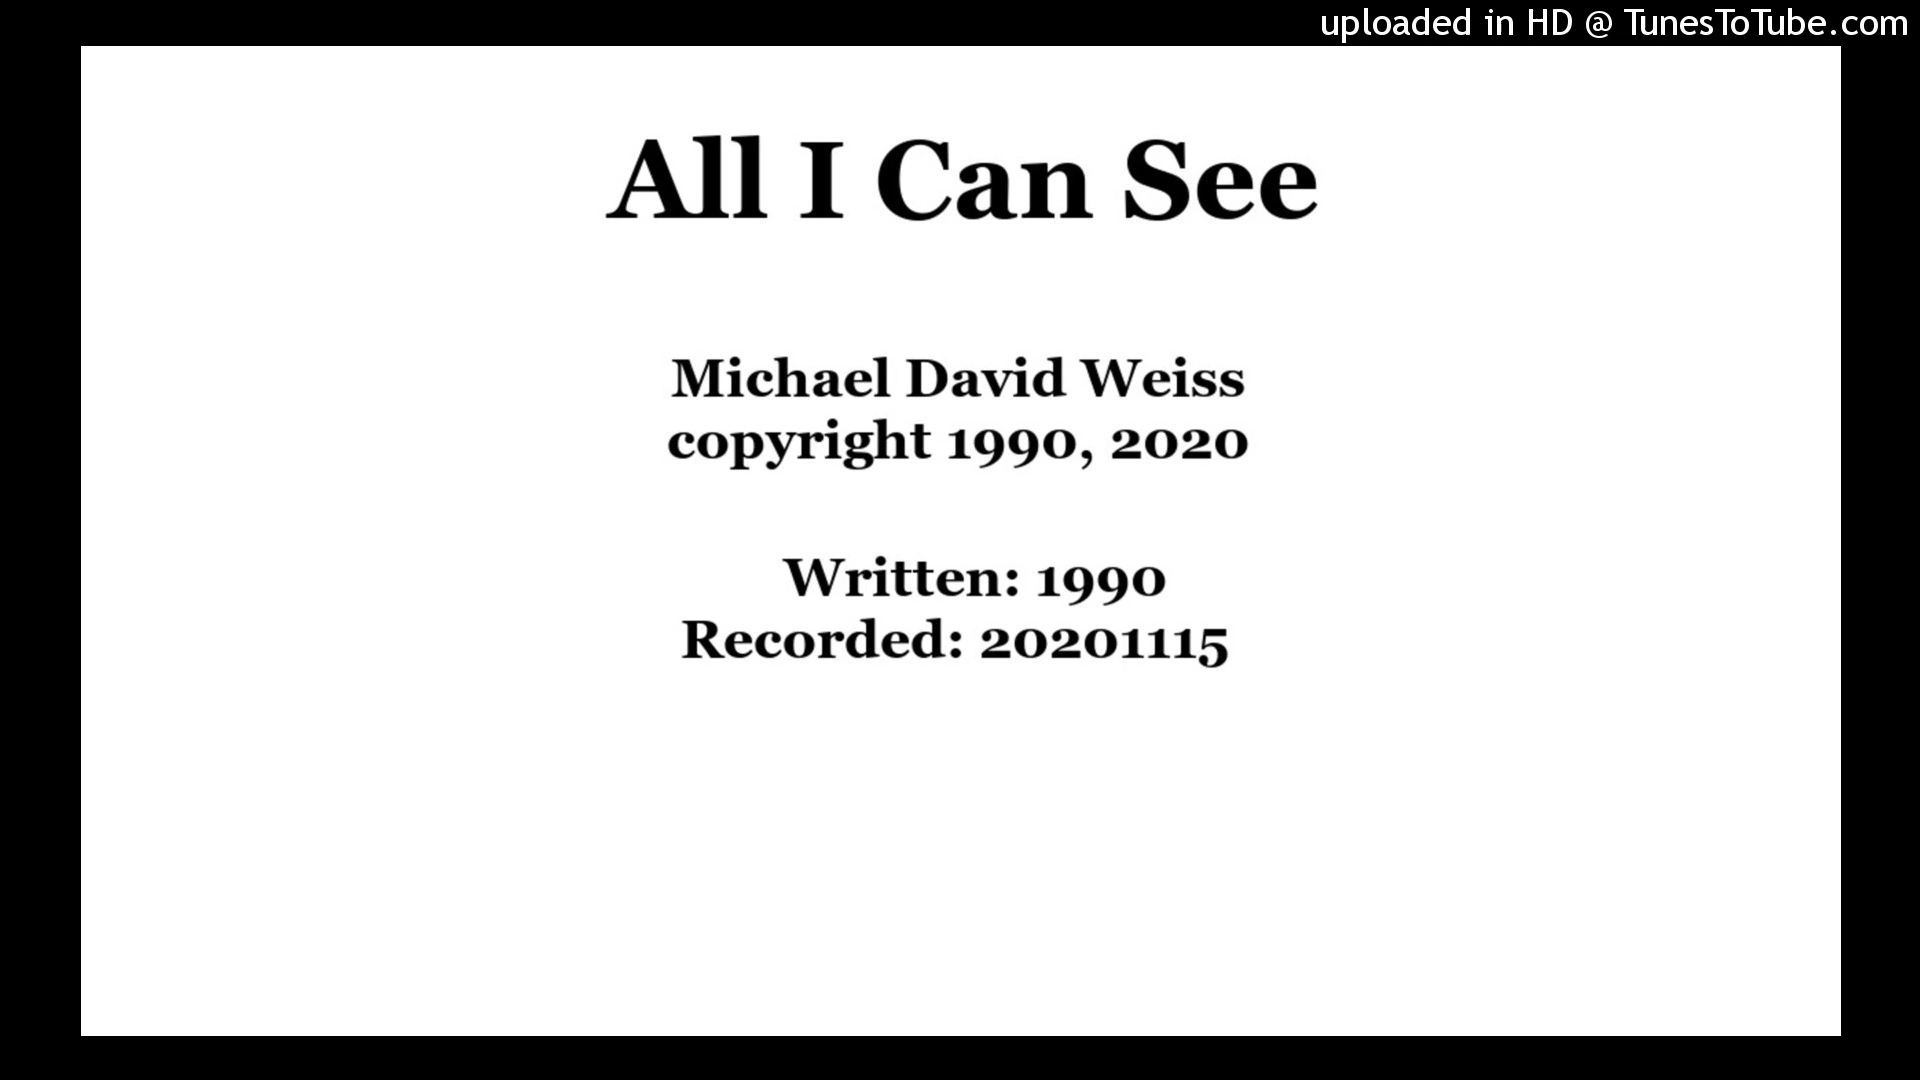 uploaded in HD @ TunesToTube.com
All I Can See
Michael David Weiss
copyright 1990, 2020
Written: 1990
Recorded: 20201115